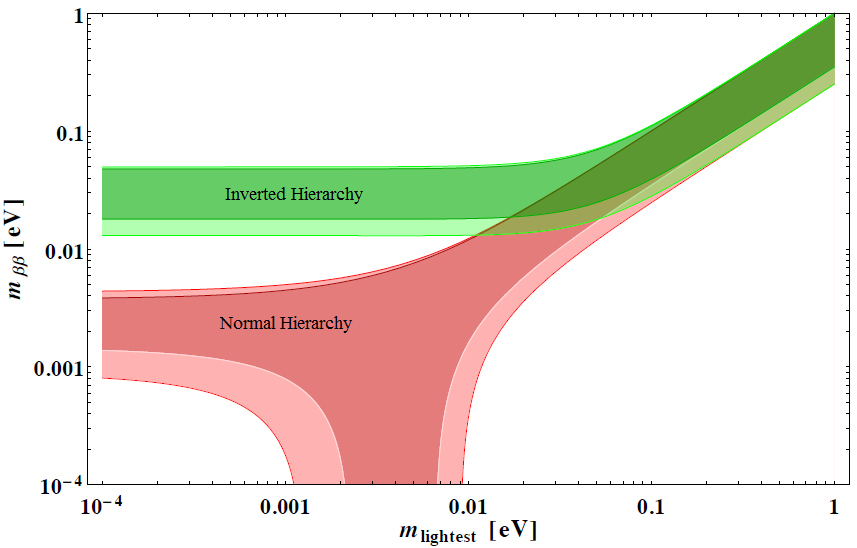 1
0.1
0.01
0.001
10⁻⁴
m ββ [eV]
Inverted Hierarchy
Normal Hierarchy
10⁻⁴ 0.001 0.01 0.1 1
m lightest [eV]